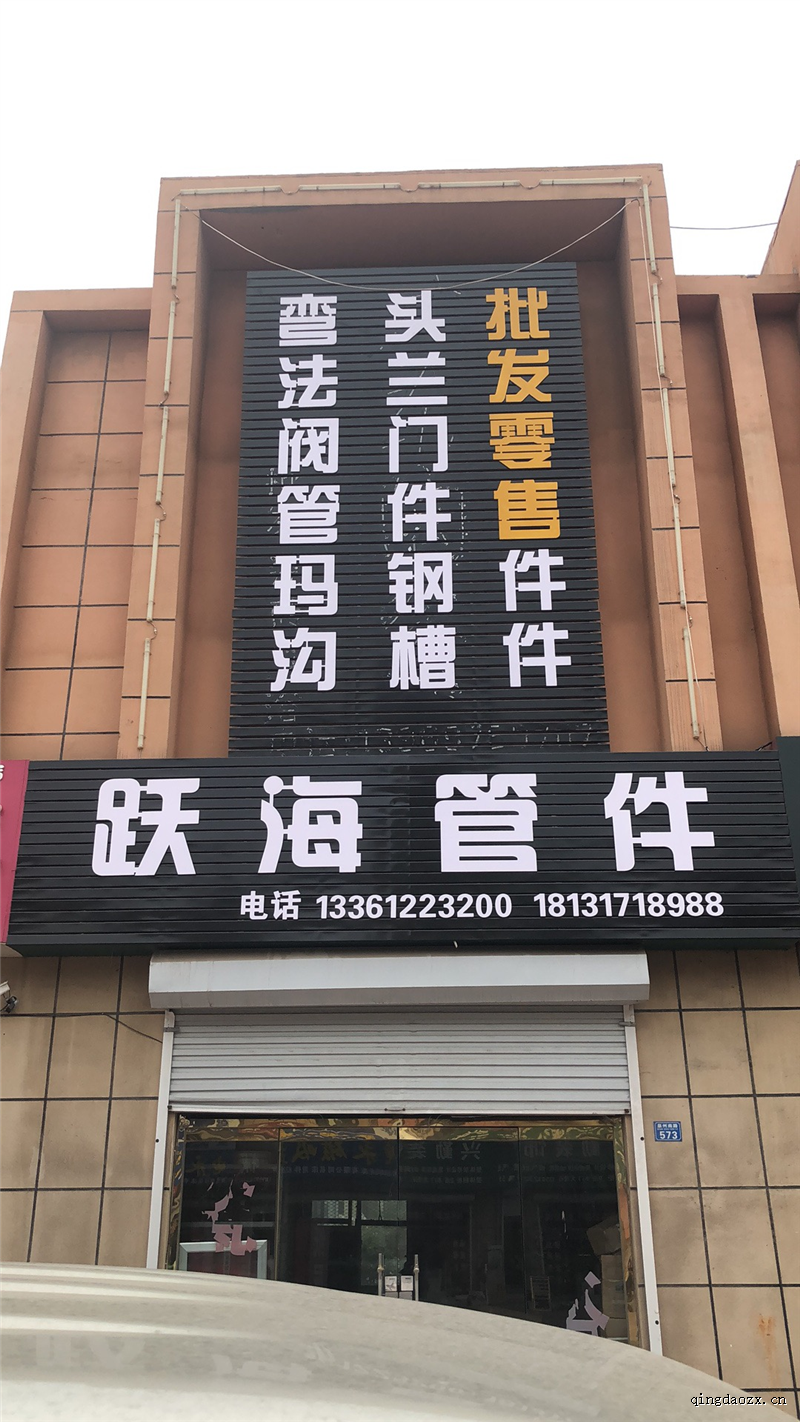 批发零售
弯头
法兰
阀门
管件
玛钢件
沟槽件
跃海管件
电话 13361223200 18131718988
573
qingdaozx.cn